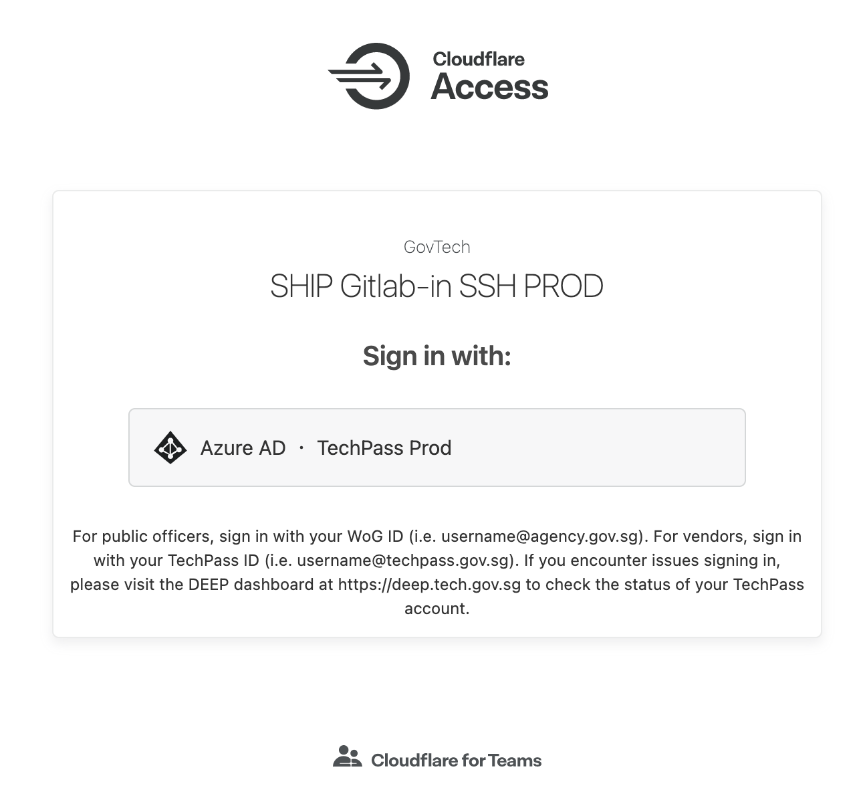 Cloudflare
Access
GovTech
SHIP Gitlab-in SSH PROD
Sign in with:
Azure AD · TechPass Prod
For public officers, sign in with your WoG ID (i.e. username@agency.gov.sg). For vendors, sign in
with your TechPass ID (i.e. username@techpass.gov.sg). If you encounter issues signing in,
please visit the DEEP dashboard at https://deep.tech.gov.sg to check the status of your TechPass
account.
Cloudflare for Teams